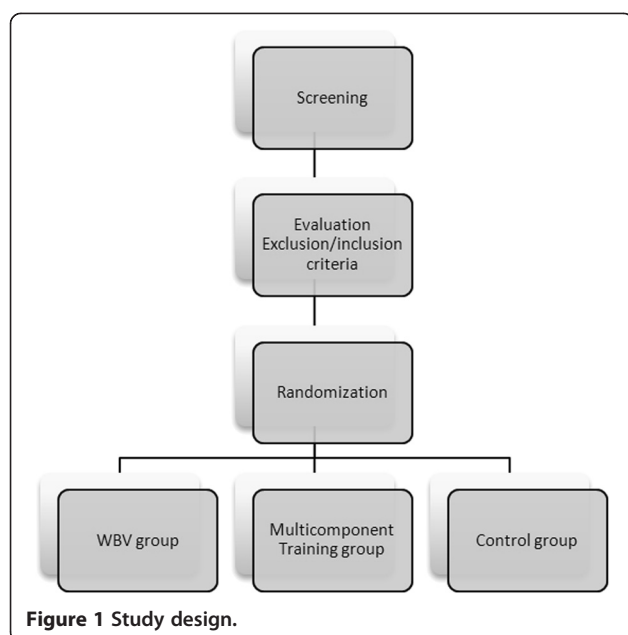 Screening
Evaluation
Exclusion/inclusion
criteria
Randomization
WBV group
Multicomponent
Training group
Control group
Figure 1 Study design.